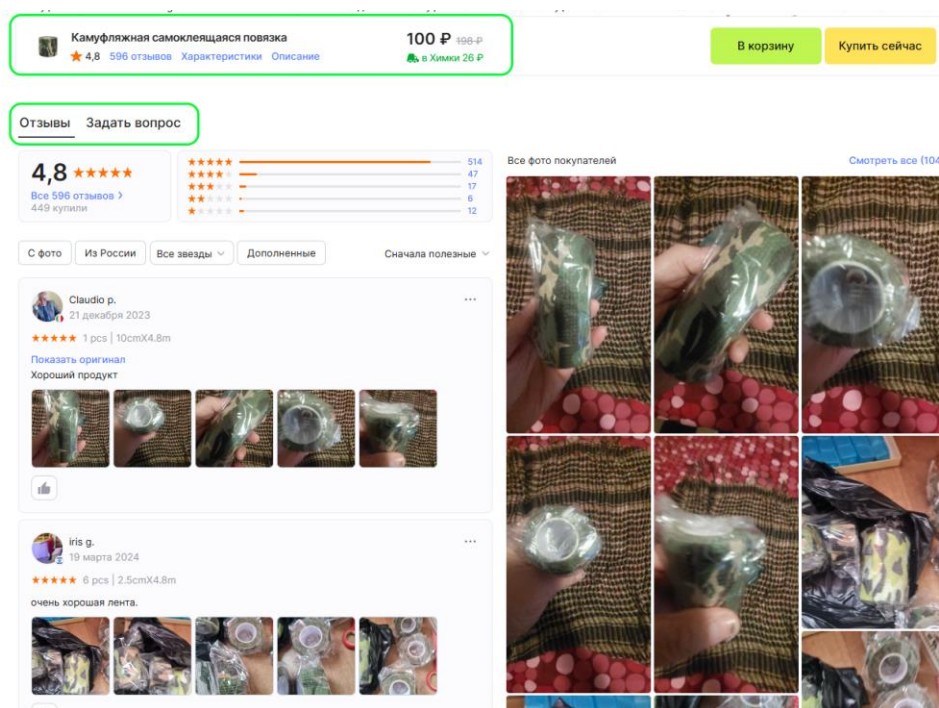 Камуфляжная самоклеящаяся повязка
4,8 596 отзывов Характеристики Описание
100 ₽ 198 ₽
в Химки 26 ₽
В корзину
Купить сейчас
Отзывы Задать вопрос
4,8
Все 596 отзывов
449 купили
514
47
17
6
12
Все фото покупателей
Смотреть все (104
С фото
Из России
Все звезды
Дополненные
Сначала полезные
Claudio p.
21 декабря 2023
1 pcs | 10cmX4.8m
Показать оригинал
Хороший продукт
iris g.
19 марта 2024
6 pcs | 2.5cmX4.8m
очень хорошая лента.